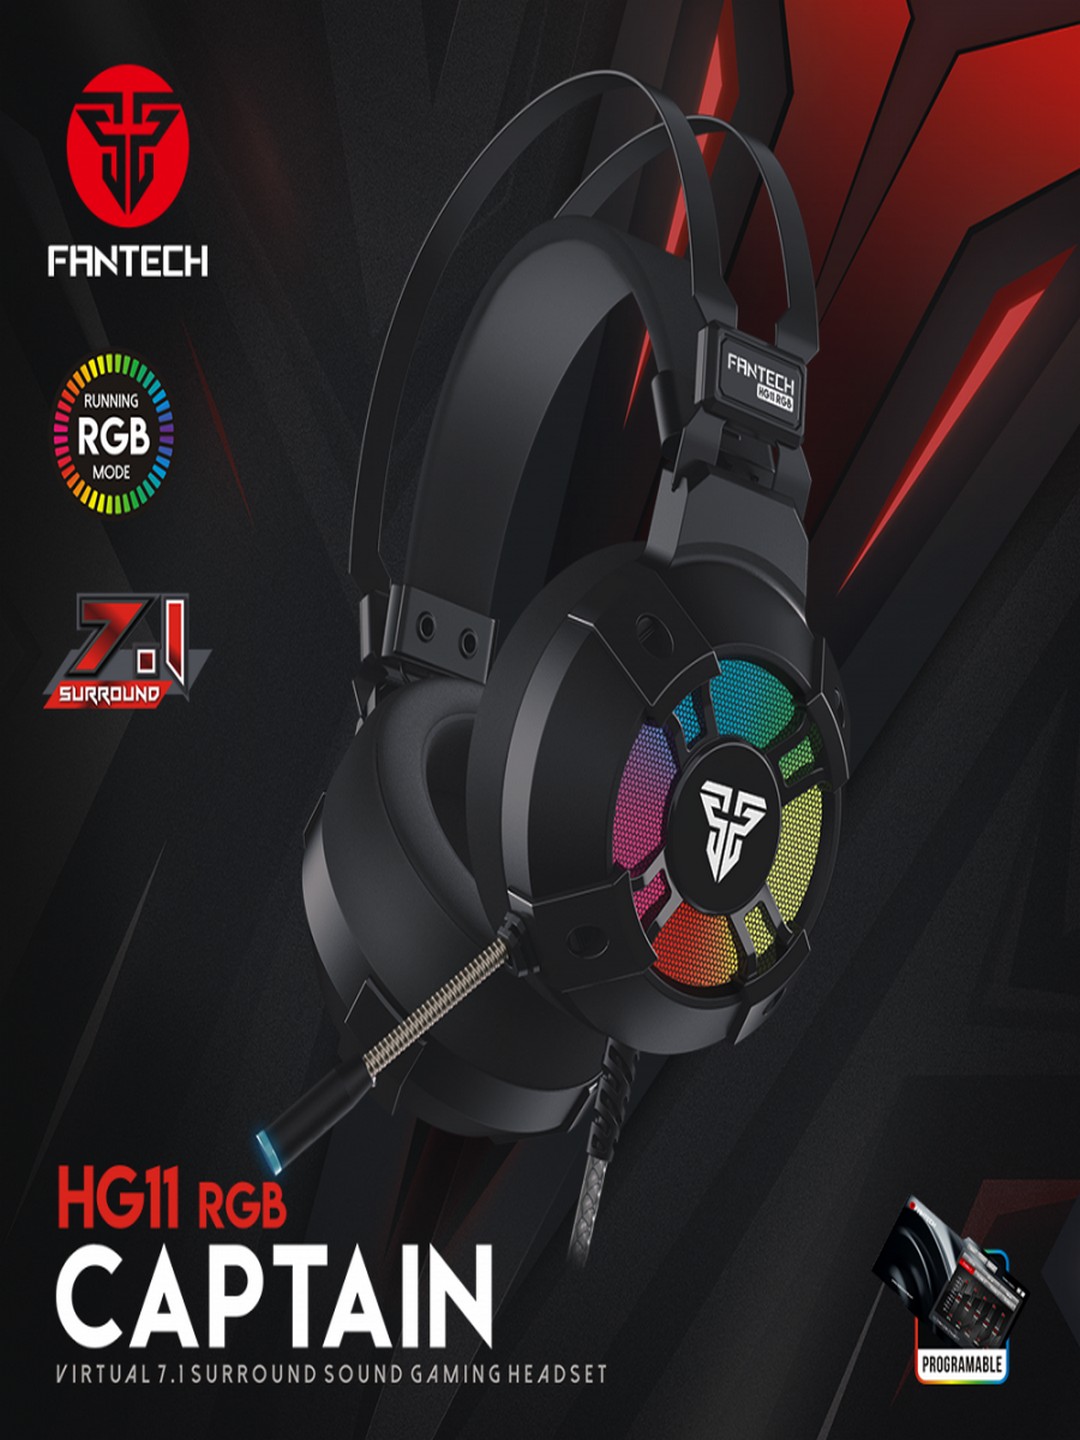 FANTECH
RUNNING
RGB
MODE
7.1
SURROUND
FANTECH
HG11 RGB
HG11 RGB
CAPTAIN
VIRTUAL 7.1 SURROUND SOUND GAMING HEADSET
FANTECH
PROGRAMABLE